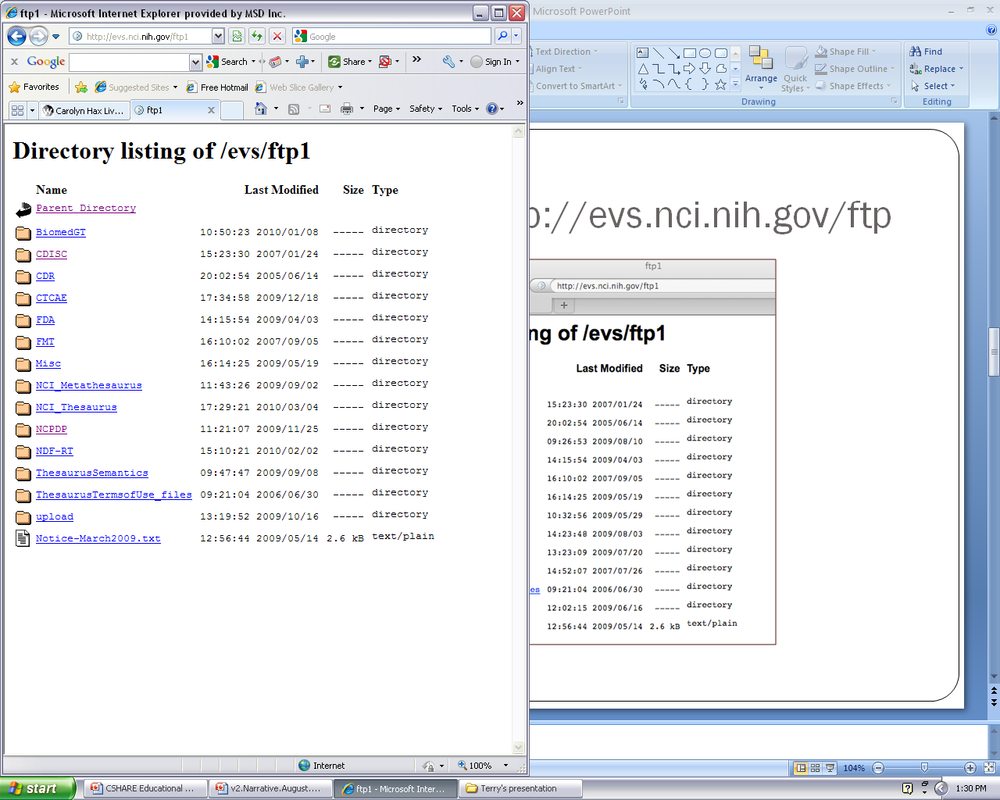 ftp1 - Microsoft Internet Explorer provided by MSD Inc.
Microsoft PowerPoint
http://evs.nci.nih.gov/ftp1
Google
Google
Search
Share
Sign In
Favorites
Suggested Sites
Free Hotmail
Web Slice Gallery
Carolyn Hax Liv...
ftp1
Page
Safety
Tools
Text Direction
Align Text
Convert to SmartArt
Arrange
Quick Styles
Shape Fill
Shape Outline
Shape Effects
Drawing
Find
Replace
Select
Editing
Directory listing of /evs/ftp1
Name Last Modified Size Type
Parent Directory
BiomedGT 10:50:23 2010/01/08 ----- directory
CDISC 15:23:30 2007/01/24 ----- directory
CDR 20:02:54 2005/06/14 ----- directory
CTCAE 17:34:58 2009/12/18 ----- directory
FDA 14:15:54 2009/04/03 ----- directory
FMT 16:10:02 2007/09/05 ----- directory
Misc 16:14:25 2009/05/19 ----- directory
NCI_Metathesaurus 11:43:26 2009/09/02 ----- directory
NCI_Thesaurus 17:29:21 2010/03/04 ----- directory
NCPDP 11:21:07 2009/11/25 ----- directory
NDF-RT 15:10:21 2010/02/02 ----- directory
ThesaurusSemantics 09:47:47 2009/09/08 ----- directory
ThesaurusTermsofUse_files 09:21:04 2006/06/30 ----- directory
upload 13:19:52 2009/10/16 ----- directory
Notice-March2009.txt 12:56:44 2009/05/14 2.6 kB text/plain
p://evs.nci.nih.gov/ftp
ftp1
http://evs.nci.nih.gov/ftp1
ng of /evs/ftp1
Last Modified Size Type
15:23:30 2007/01/24 ----- directory
20:02:54 2005/06/14 ----- directory
09:26:53 2009/08/10 ----- directory
14:15:54 2009/04/03 ----- directory
16:10:02 2007/09/05 ----- directory
16:14:25 2009/05/19 ----- directory
10:32:56 2009/05/29 ----- directory
14:23:48 2009/08/03 ----- directory
13:23:09 2009/07/20 ----- directory
14:52:07 2007/07/26 ----- directory
es 09:21:04 2006/06/30 ----- directory
12:02:15 2009/06/16 ----- directory
12:56:44 2009/05/14 2.6 kB text/plain
Internet
100%
104%
start
CSHARE Educational ...
v2.Narrative.August....
ftp1 - Microsoft Inter...
Terry's presentation
1:30 PM